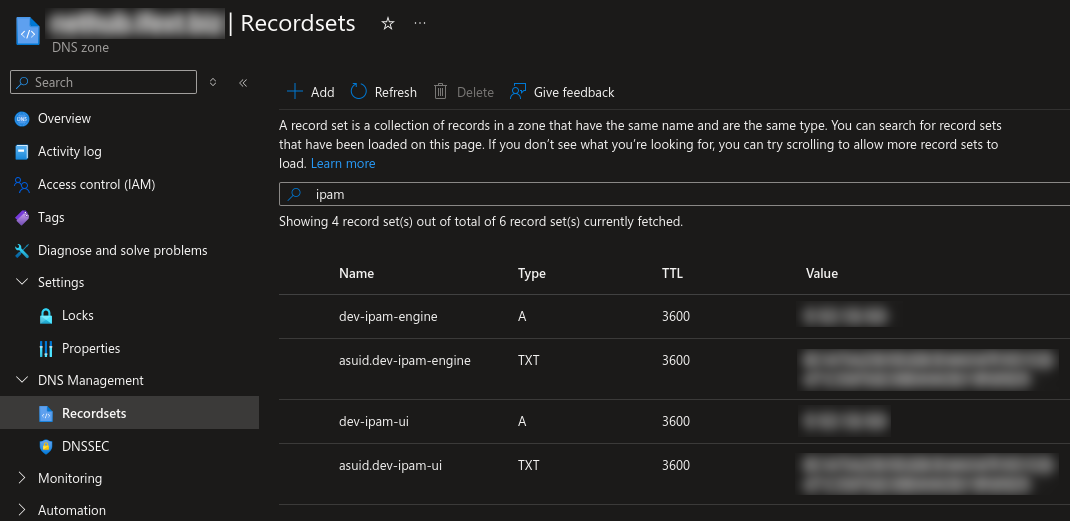 | Recordsets
DNS zone
Search
Overview
Activity log
Access control (IAM)
Tags
Diagnose and solve problems
Settings
Locks
Properties
DNS Management
Recordsets
DNSSEC
Monitoring
Automation
Add Refresh Delete Give feedback
A record set is a collection of records in a zone that have the same name and are the same type. You can search for record sets
that have been loaded on this page. If you don't see what you're looking for, you can try scrolling to allow more record sets to
load. Learn more
ipam
Showing 4 record set(s) out of total of 6 record set(s) currently fetched.
Name Type TTL Value
dev-ipam-engine A 3600
asuid.dev-ipam-engine TXT 3600
dev-ipam-ui A 3600
asuid.dev-ipam-ui TXT 3600